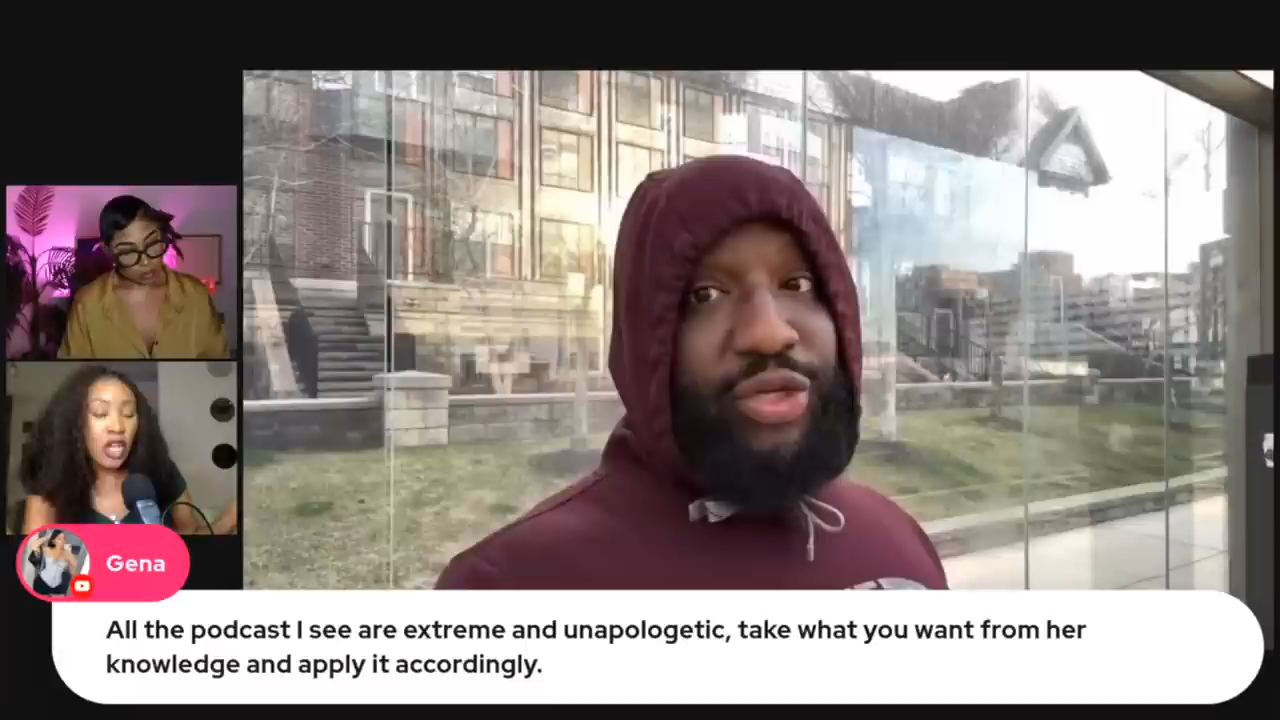 Gena
All the podcast I see are extreme and unapologetic, take what you want from her
knowledge and apply it accordingly.